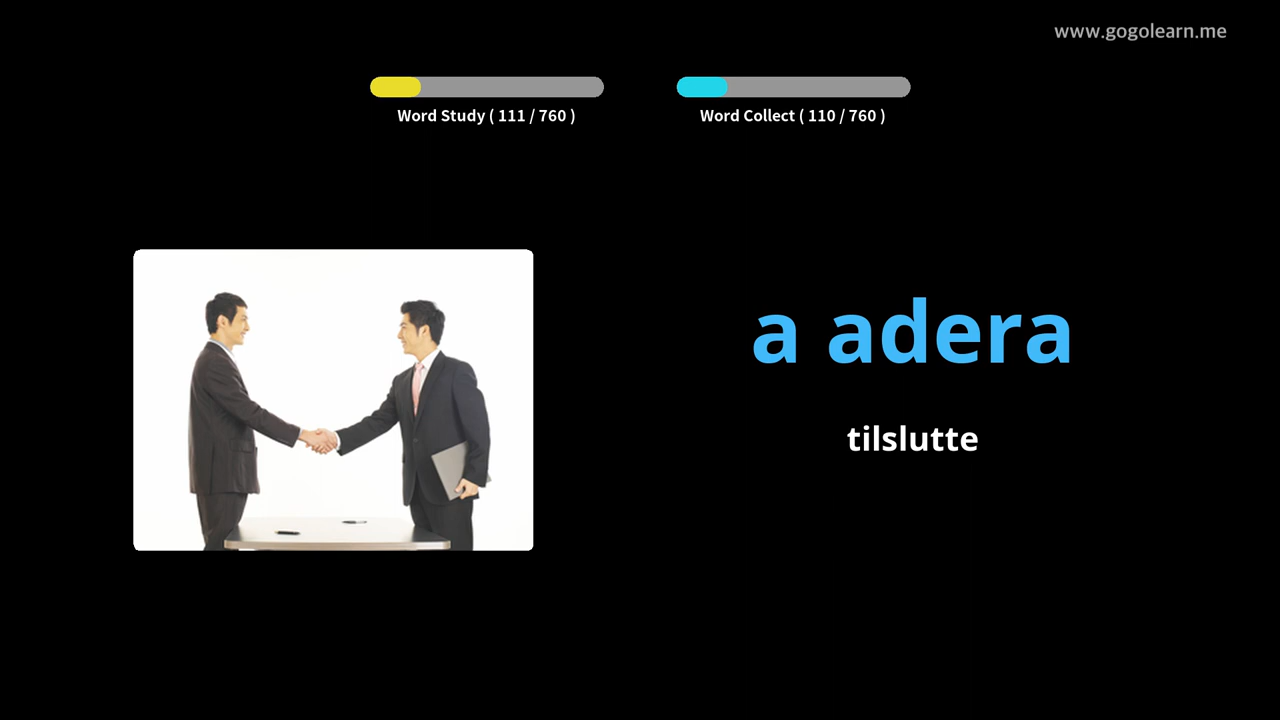 www.gogolearn.me
Word Study ( 111 / 760 )
Word Collect ( 110 / 760 )
a adera
tilslutte